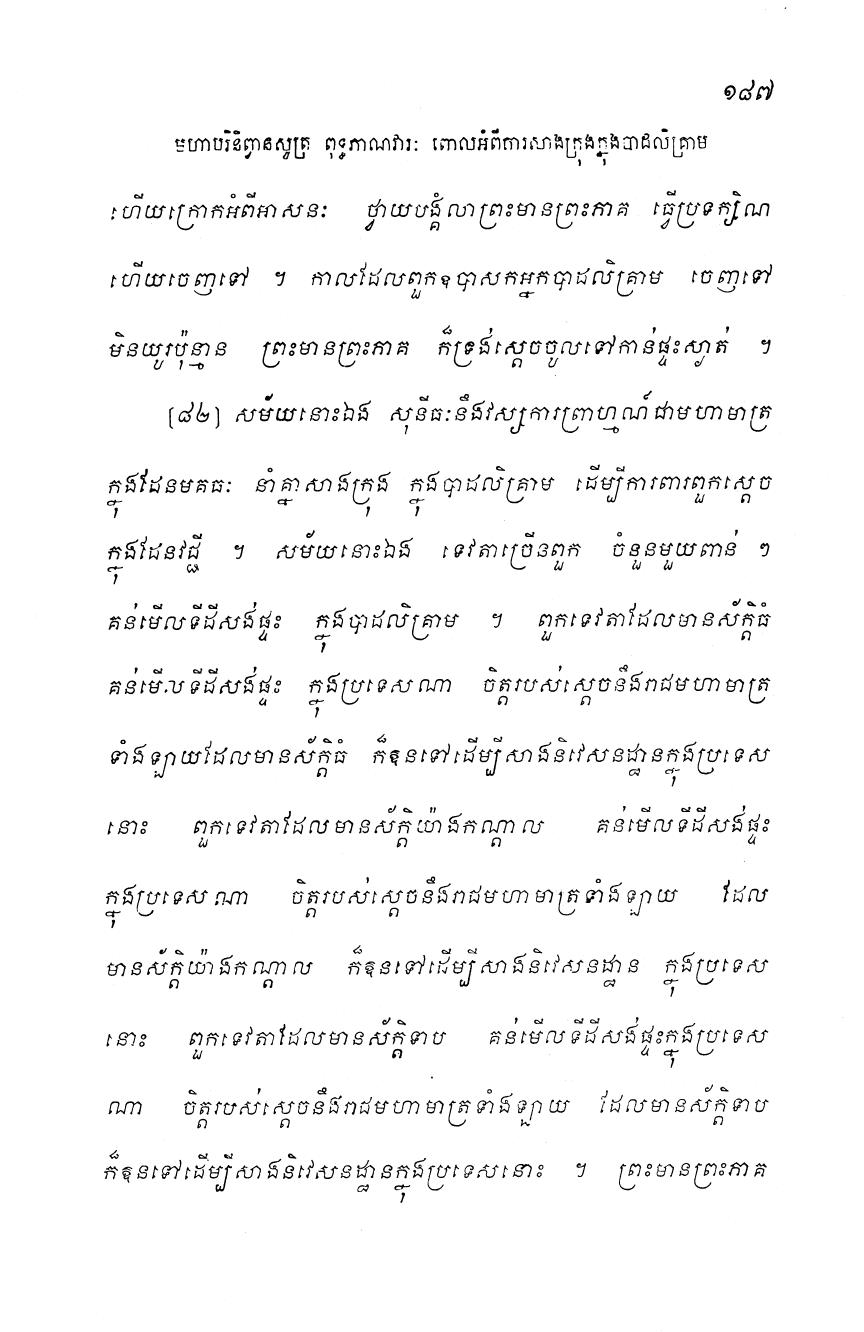 ១៨៧
មហាបរិនិព្វានសូត្រ ពុទ្ធភាណវារៈ ពោលអំពីការសាងក្រុងក្នុងបាដលិគ្រាម
ហើយក្រោកអំពីអាសនៈ ថ្វាយបង្គំលាព្រះមានព្រះភាគ ធ្វើប្រទក្សិណ
ហើយចេញទៅ ។ កាលដែលពួកឧបាសកអ្នកបាដលិគ្រាម ចេញទៅ
មិនយូរប៉ុន្មាន ព្រះមានព្រះភាគ ក៏ទ្រង់ស្តេចចូលទៅកាន់ផ្ទះស្ងាត់ ។
[៨២] សម័យនោះឯង សុនីធៈនឹងវស្សការព្រាហ្មណ៍ជាមហាមាត្រ
ក្នុងដែនមគធៈ នាំគ្នាសាងក្រុង ក្នុងបាដលិគ្រាម ដើម្បីការពារពួកស្តេច
ក្នុងដែនវជ្ជី ។ សម័យនោះឯង ទេវតាច្រើនពួក ចំនួនមួយពាន់ ៗ
គន់មើលទីដីសង់ផ្ទះ ក្នុងបាដលិគ្រាម ។ ពួកទេវតាដែលមានស័ក្តិធំ
គន់មើលទីដីសង់ផ្ទះ ក្នុងប្រទេសណា ចិត្តរបស់ស្តេចនឹងរាជមហាមាត្រ
ទាំងឡាយដែលមានស័ក្តិធំ ក៏ឱនទៅដើម្បីសាងនិវេសនដ្ឋានក្នុងប្រទេស
នោះ ពួកទេវតាដែលមានស័ក្តិយ៉ាងកណ្តាល គន់មើលទីដីសង់ផ្ទះ
ក្នុងប្រទេសណា ចិត្តរបស់ស្តេចនឹងរាជមហាមាត្រទាំងឡាយ ដែល
មានស័ក្តិយ៉ាងកណ្តាល ក៏ឱនទៅដើម្បីសាងនិវេសនដ្ឋាន ក្នុងប្រទេស
នោះ ពួកទេវតាដែលមានស័ក្តិទាប គន់មើលទីដីសង់ផ្ទះក្នុងប្រទេស
ណា ចិត្តរបស់ស្តេចនឹងរាជមហាមាត្រទាំងឡាយ ដែលមានស័ក្តិទាប
ក៏ឱនទៅដើម្បីសាងនិវេសនដ្ឋានក្នុងប្រទេសនោះ ។ ព្រះមានព្រះភាគ